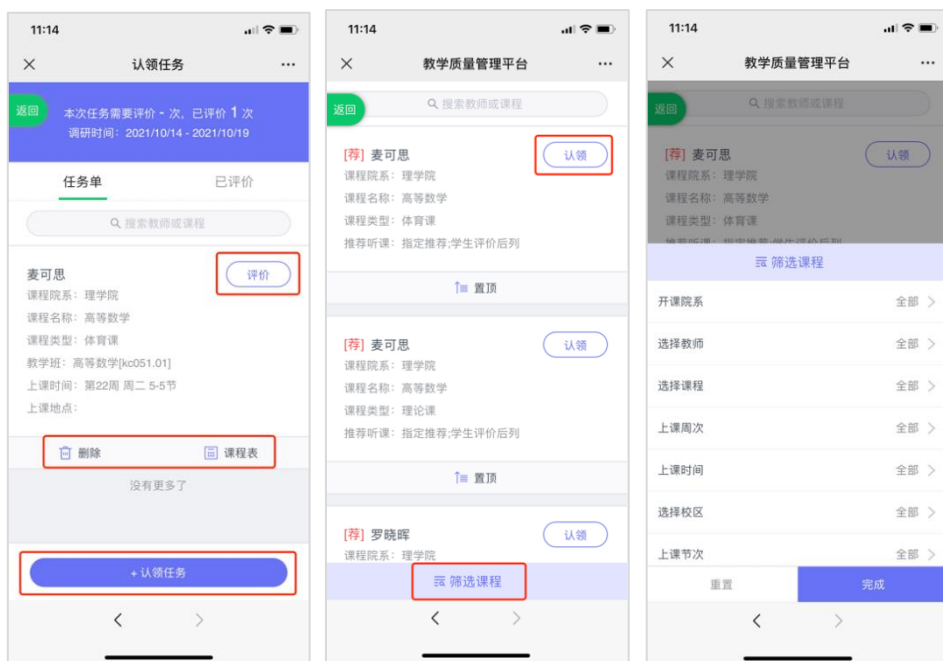 11:14
认领任务
返回
本次任务需要评价 - 次, 已评价 1 次
调研时间: 2021/10/14 - 2021/10/19
任务单 已评价
搜索教师或课程
麦可思 评价
课程院系: 理学院
课程名称: 高等数学
课程类型: 体育课
教学班: 高等数学[kc051.01]
上课时间: 第22周 周二 5-5节
上课地点:
删除 课程表
没有更多了
+ 认领任务
11:14
教学质量管理平台
返回
搜索教师或课程
[荐] 麦可思 认领
课程院系: 理学院
课程名称: 高等数学
课程类型: 体育课
推荐听课: 指定推荐;学生评价后列
置顶
[荐] 麦可思 认领
课程院系: 理学院
课程名称: 高等数学
课程类型: 理论课
推荐听课: 指定推荐;学生评价后列
置顶
[荐] 罗晓晖 认领
课程院系: 理学院
筛选课程
11:14
教学质量管理平台
返回
搜索教师或课程
[荐] 麦可思 认领
课程院系: 理学院
课程名称: 高等数学
课程类型: 体育课
推荐听课: 指定推荐;学生评价后列
筛选课程
开课院系 全部
选择教师 全部
选择课程 全部
上课周次 全部
上课时间 全部
选择校区 全部
上课节次 全部
重置 完成